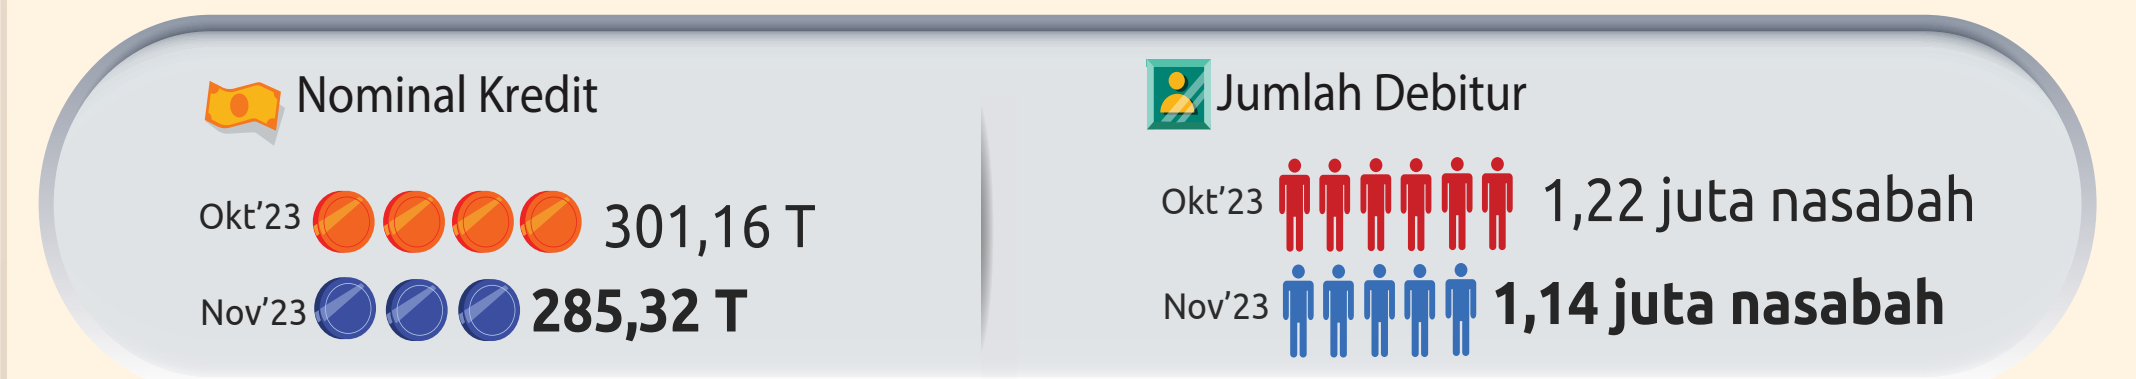 Nominal Kredit
Okt’23 301,16 T
Nov’23 285,32 T
Jumlah Debitur
Okt’23 1,22 juta nasabah
Nov’23 1,14 juta nasabah